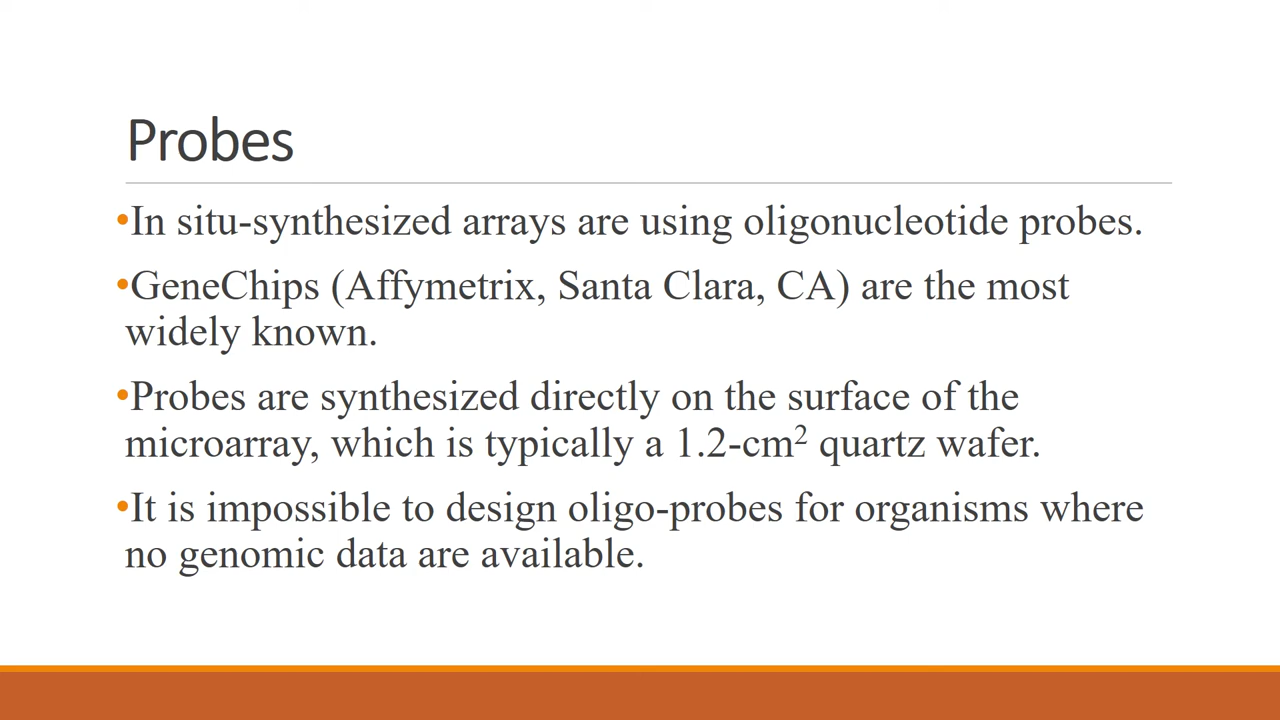 Probes
•In situ-synthesized arrays are using oligonucleotide probes.
•GeneChips (Affymetrix, Santa Clara, CA) are the most
widely known.
•Probes are synthesized directly on the surface of the
microarray, which is typically a 1.2-cm² quartz wafer.
•It is impossible to design oligo-probes for organisms where
no genomic data are available.